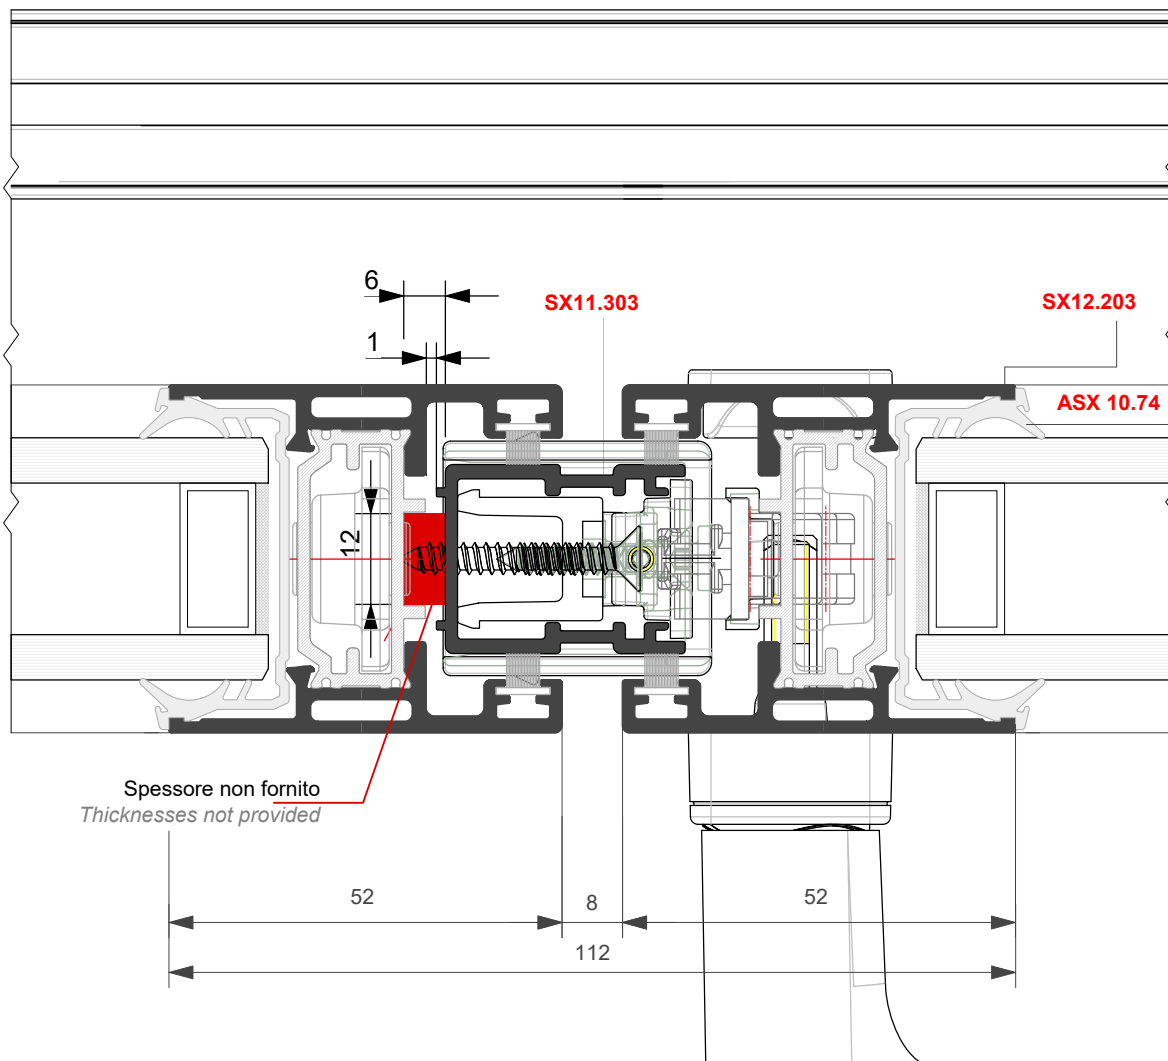 6
SX11.303
SX12.203
1
ASX 10.74
12
Spessore non fornito
Thicknesses not provided
52
8
52
112